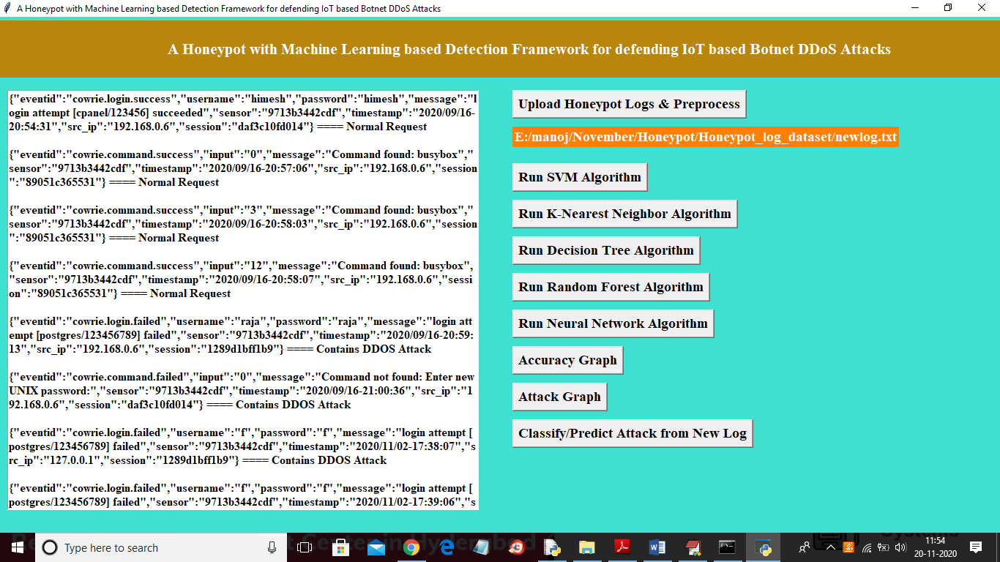 A Honeypot with Machine Learning based Detection Framework for defending IoT based Botnet DDoS Attacks
A Honeypot with Machine Learning based Detection Framework for defending IoT based Botnet DDoS Attacks
{"eventid":"cowrie.login.success","username":"himesh","password":"himesh","message":"l
ogin attempt [cpanel/123456] succeeded","sensor":"9713b3442cdf","timestamp":"2020/09/16-
20:54:31","src_ip":"192.168.0.6","session":"daf3c10fd014"} ==== Normal Request
{"eventid":"cowrie.command.success","input":"0","message":"Command found: busybox","
sensor":"9713b3442cdf","timestamp":"2020/09/16-20:57:06","src_ip":"192.168.0.6","session
":"89051c365531"} ==== Normal Request
{"eventid":"cowrie.command.success","input":"3","message":"Command found: busybox","
sensor":"9713b3442cdf","timestamp":"2020/09/16-20:58:03","src_ip":"192.168.0.6","session
":"89051c365531"} ==== Normal Request
{"eventid":"cowrie.command.success","input":"12","message":"Command found: busybox",
"sensor":"9713b3442cdf","timestamp":"2020/09/16-20:58:07","src_ip":"192.168.0.6","sessi
on":"89051c365531"} ==== Normal Request
{"eventid":"cowrie.login.failed","username":"raja","password":"raja","message":"login att
empt [postgres/123456789] failed","sensor":"9713b3442cdf","timestamp":"2020/09/16-20:59:
13","src_ip":"192.168.0.6","session":"1289d1bff1b9"} ==== Contains DDOS Attack
{"eventid":"cowrie.command.failed","input":"0","message":"Command not found: Enter new
UNIX password:","sensor":"9713b3442cdf","timestamp":"2020/09/16-21:00:36","src_ip":"1
92.168.0.6","session":"daf3c10fd014"} ==== Contains DDOS Attack
{"eventid":"cowrie.login.failed","username":"f","password":"f","message":"login attempt [
postgres/123456789] failed","sensor":"9713b3442cdf","timestamp":"2020/11/02-17:38:07","s
rc_ip":"127.0.0.1","session":"1289d1bff1b9"} ==== Contains DDOS Attack
{"eventid":"cowrie.login.failed","username":"f","password":"f","message":"login attempt [
postgres/123456789] failed","sensor":"9713b3442cdf","timestamp":"2020/11/02-17:39:06","s
Upload Honeypot Logs & Preprocess
E:/manoj/November/Honeypot/Honeypot_log_dataset/newlog.txt
Run SVM Algorithm
Run K-Nearest Neighbor Algorithm
Run Decision Tree Algorithm
Run Random Forest Algorithm
Run Neural Network Algorithm
Accuracy Graph
Attack Graph
Classify/Predict Attack from New Log
Type here to search
11:54
20-11-2020